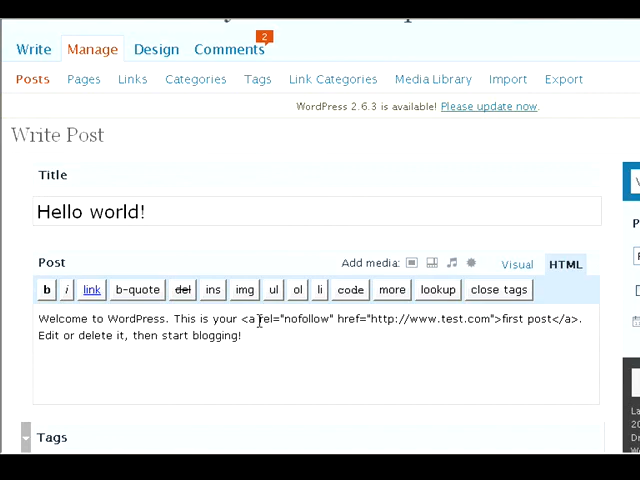 2
Write Manage Design Comments
Posts Pages Links Categories Tags Link Categories Media Library Import Export
WordPress 2.6.3 is available! Please update now.
Write Post
Title
Hello world!
Post Add media: Visual HTML
b i link b-quote del ins img ul ol li code more lookup close tags
Welcome to WordPress. This is your <a rel="nofollow" href="http://www.test.com">first post</a>.
Edit or delete it, then start blogging!
Tags